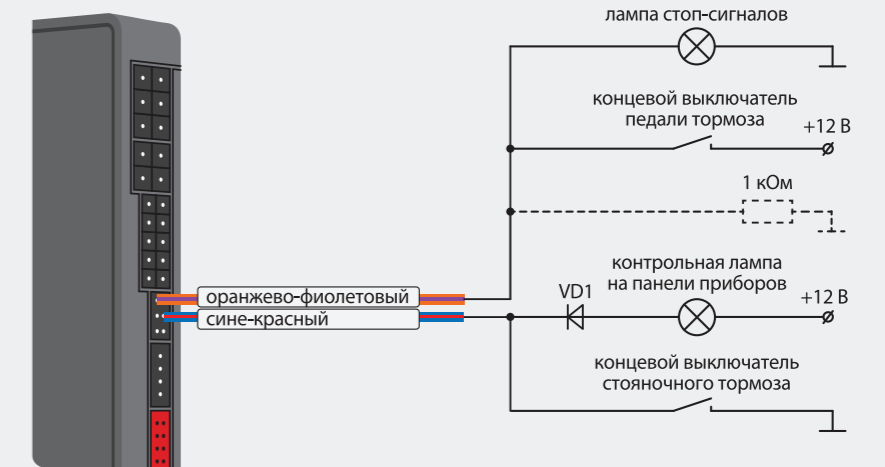 лампа стоп-сигналов
концевой выключатель
педали тормоза
+12 В
1 кОм
оранжево-фиолетовый
сине-красный
VD1
контрольная лампа
на панели приборов
+12 В
концевой выключатель
стояночного тормоза